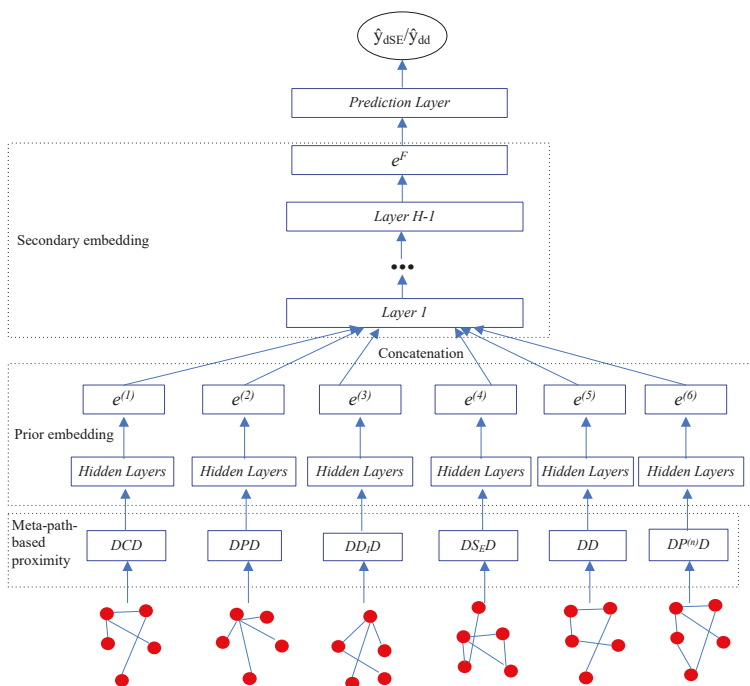 ŷdSE/ŷdd
Prediction Layer
e^F
Layer H-1
Secondary embedding
•••
Layer 1
Concatenation
e^(1) e^(2) e^(3) e^(4) e^(5) e^(6)
Prior embedding
Hidden Layers Hidden Layers Hidden Layers Hidden Layers Hidden Layers Hidden Layers
Meta-path-
based
proximity
DCD DPD DD_ID DS_ED DD DP^(n)D